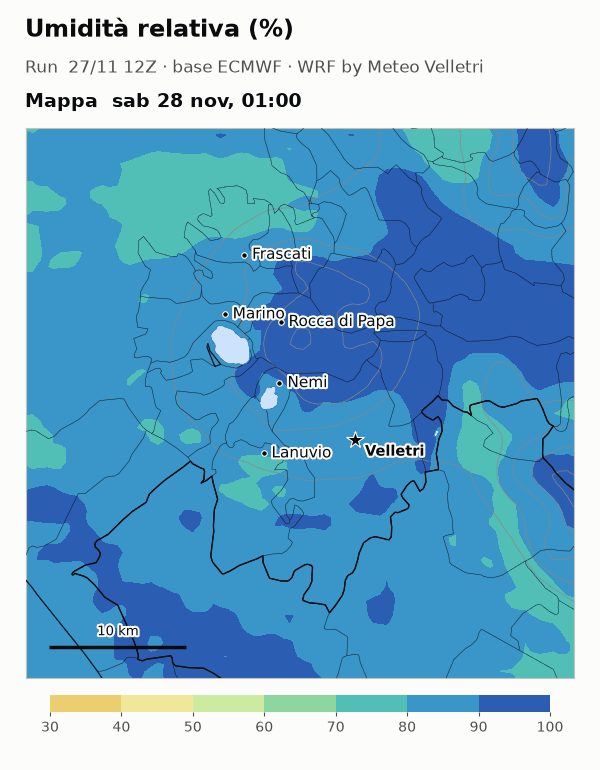 Umidità relativa (%)
Run  27/11 12Z · base ECMWF · WRF by Meteo Velletri
Mappa  sab 28 nov, 01:00
Frascati
Marino
Rocca di Papa
Nemi
Velletri
Lanuvio
10 km
30 40 50 60 70 80 90 100